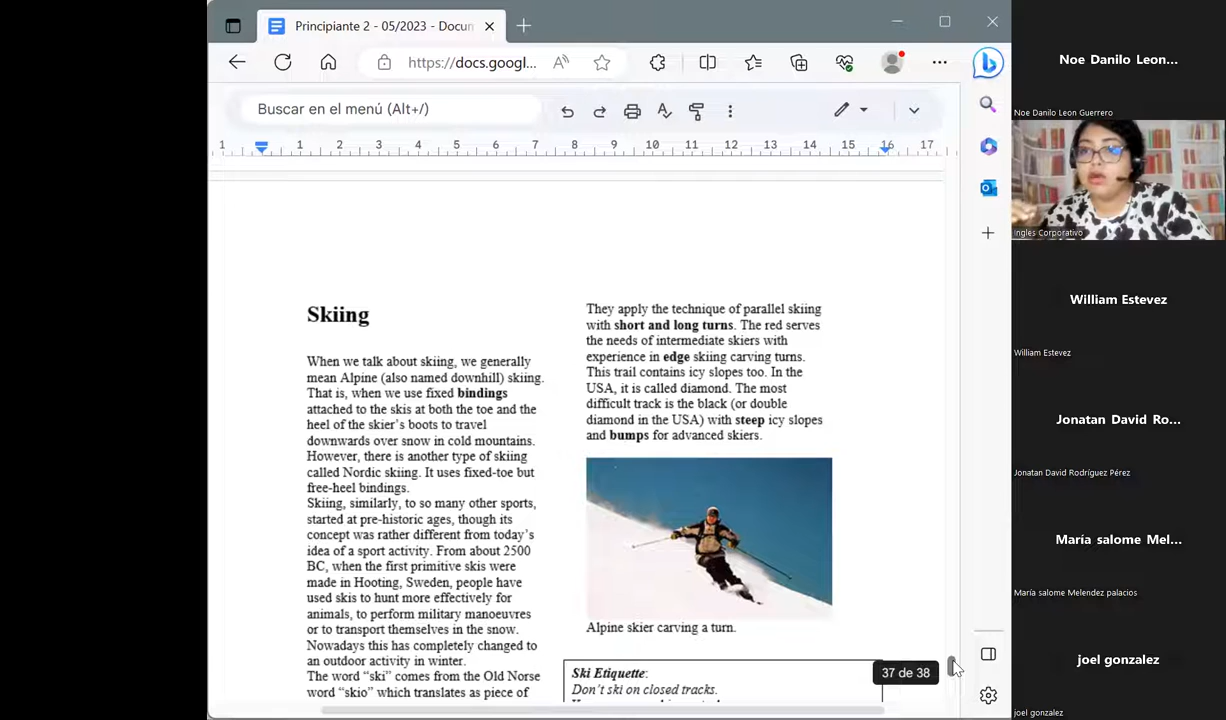 Principiante 2 - 05/2023 - Docum
https://docs.googl...
Buscar en el menú (Alt+/)
1 1 2 3 4 5 6 7 8 9 10 11 12 13 14 15 16 17
Skiing
When we talk about skiing, we generally
mean Alpine (also named downhill) skiing.
That is, when we use fixed bindings
attached to the skis at both the toe and the
heel of the skier's boots to travel
downwards over snow in cold mountains.
However, there is another type of skiing
called Nordic skiing. It uses fixed-toe but
free-heel bindings.
Skiing, similarly, to so many other sports,
started at pre-historic ages, though its
concept was rather different from today's
idea of a sport activity. From about 2500
BC, when the first primitive skis were
made in Hooting, Sweden, people have
used skis to hunt more effectively for
animals, to perform military manoeuvres
or to transport themselves in the snow.
Nowadays this has completely changed to
an outdoor activity in winter.
The word "ski" comes from the Old Norse
word "skio" which translates as piece of
They apply the technique of parallel skiing
with short and long turns. The red serves
the needs of intermediate skiers with
experience in edge skiing carving turns.
This trail contains icy slopes too. In the
USA, it is called diamond. The most
difficult track is the black (or double
diamond in the USA) with steep icy slopes
and bumps for advanced skiers.
Alpine skier carving a turn.
Ski Etiquette:
Don't ski on closed tracks.
37 de 38
Noe Danilo Leon...
Noe Danilo Leon Guerrero
Ingles Corporativo
William Estevez
William Estevez
Jonatan David Ro...
Jonatan David Rodríguez Pérez
María salome Mel...
María salome Melendez palacios
joel gonzalez
joel gonzalez